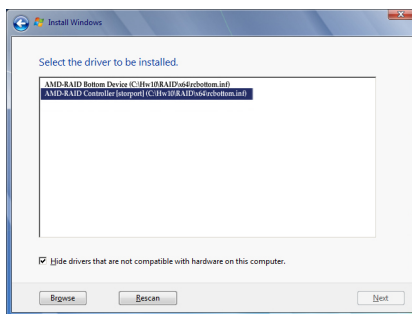 Install Windows
Select the driver to be installed.
AMD-RAID Bottom Device (C:\Hw10\RAID\x64\rcbottom.inf)
AMD-RAID Controller [storport] (C:\Hw10\RAID\x64\rcbottom.inf)
Hide drivers that are not compatible with hardware on this computer.
Browse Rescan Next